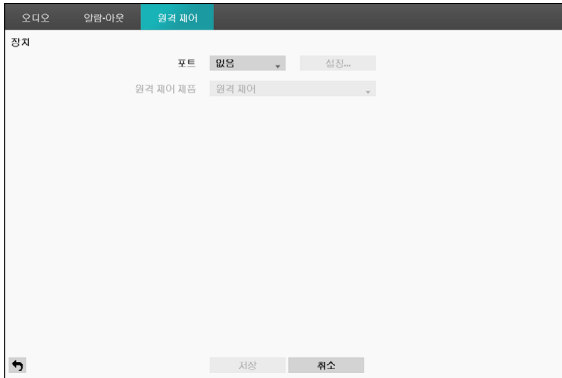 오디오 알람-아웃 원격 제어
장치
포트 없음 설정...
원격 제어 제품 원격 제어
저장 취소